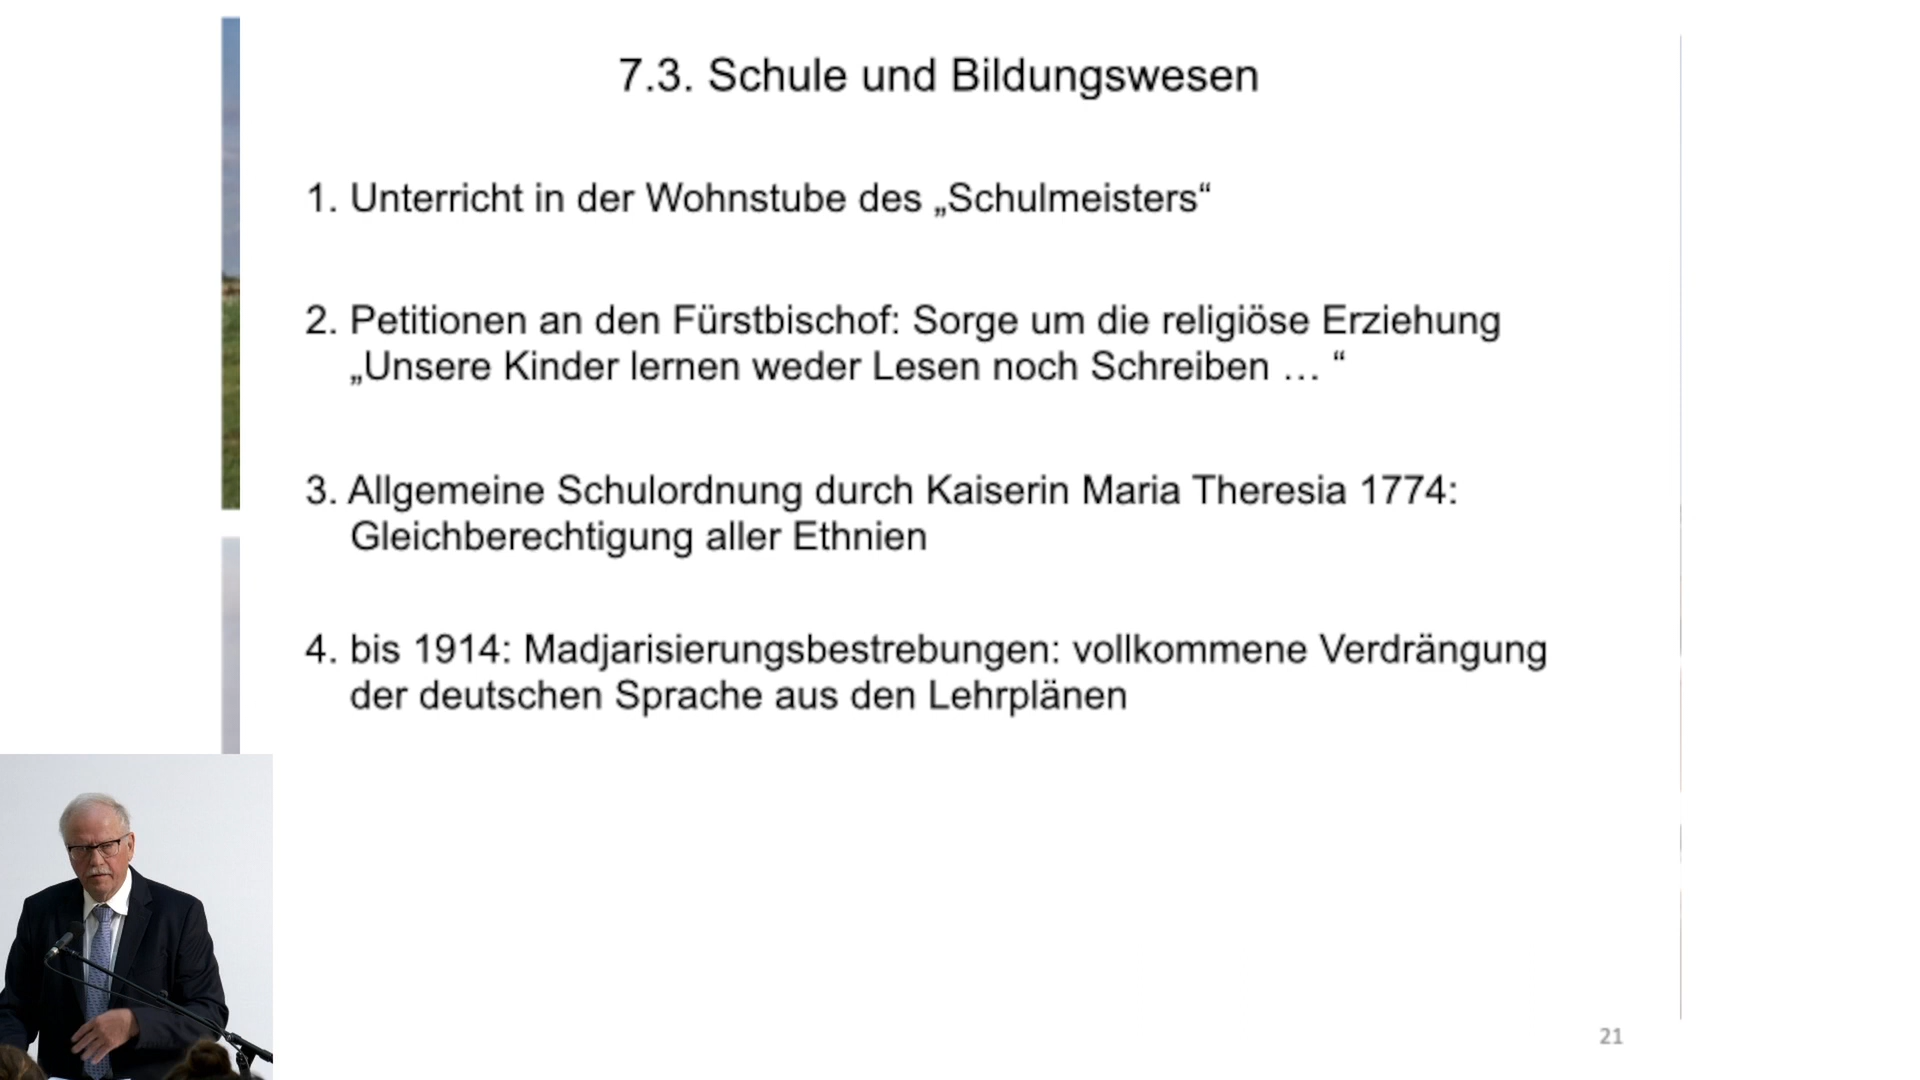 7.3. Schule und Bildungswesen
1. Unterricht in der Wohnstube des „Schulmeisters“
2. Petitionen an den Fürstbischof: Sorge um die religiöse Erziehung
„Unsere Kinder lernen weder Lesen noch Schreiben … “
3. Allgemeine Schulordnung durch Kaiserin Maria Theresia 1774:
Gleichberechtigung aller Ethnien
4. bis 1914: Madjarisierungsbestrebungen: vollkommene Verdrängung
der deutschen Sprache aus den Lehrplänen
21